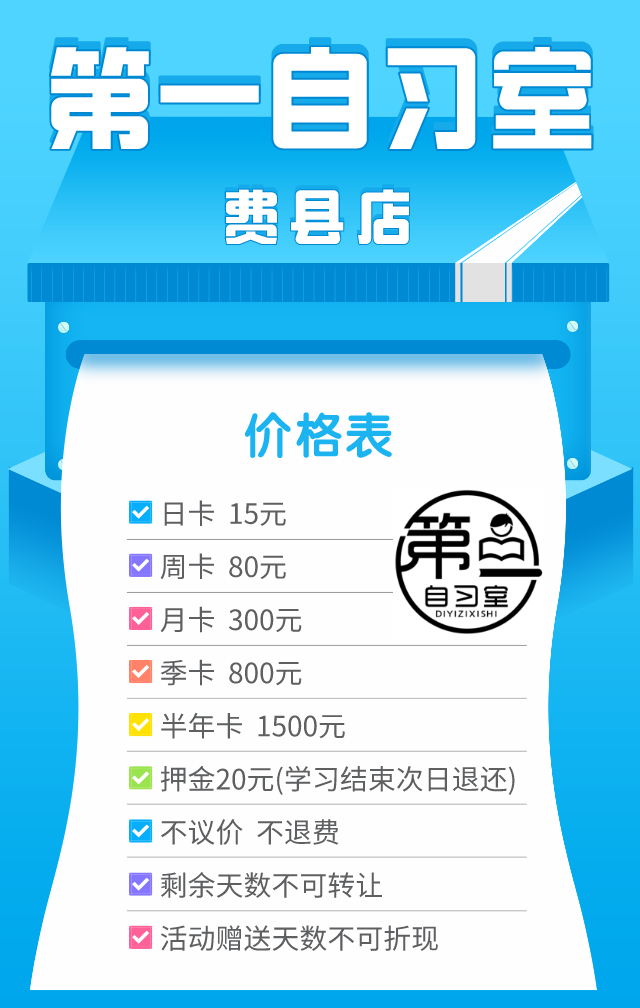 第一自习室
费县店
价格表
日卡 15元
周卡 80元
月卡 300元
季卡 800元
半年卡 1500元
押金20元(学习结束次日退还)
不议价 不退费
剩余天数不可转让
活动赠送天数不可折现
第一
自习室
DIYIZIXISHI